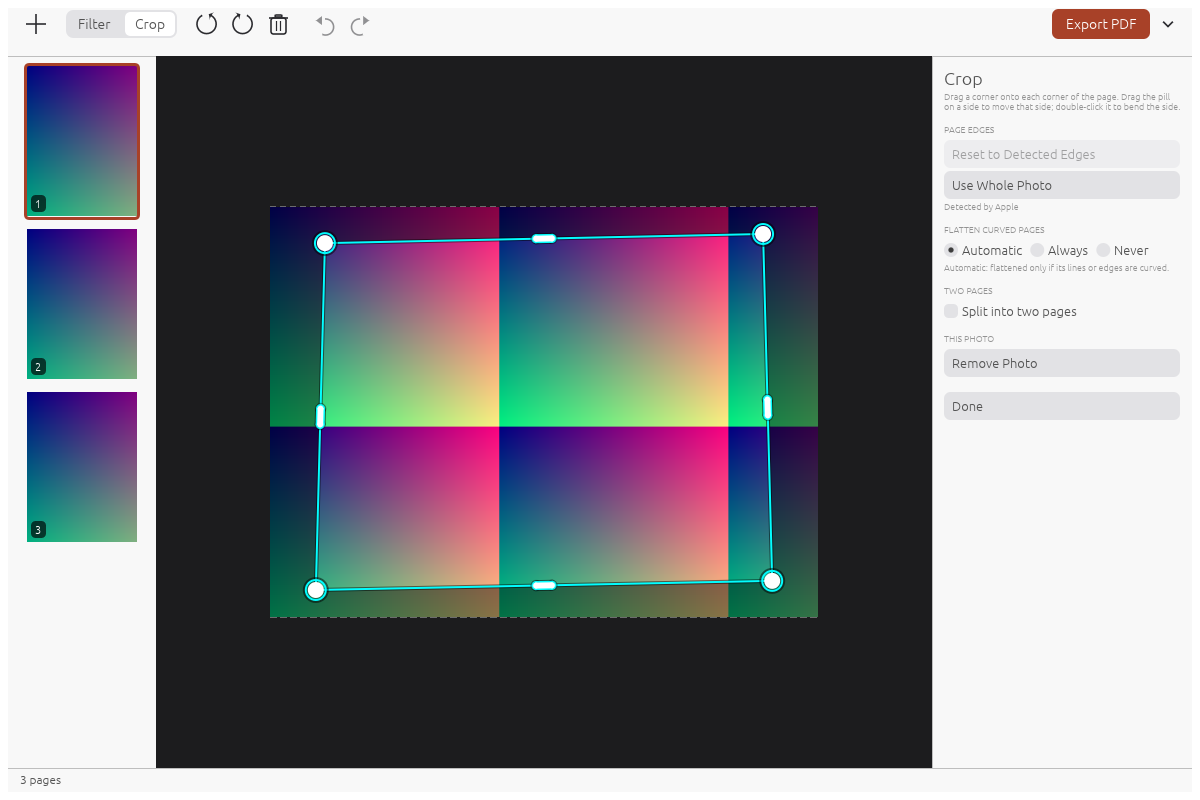 Filter
Crop
Export PDF
1
2
3
Crop
Drag a corner onto each corner of the page. Drag the pill
on a side to move that side; double-click it to bend the side.
PAGE EDGES
Reset to Detected Edges
Use Whole Photo
Detected by Apple
FLATTEN CURVED PAGES
Automatic Always Never
Automatic: flattened only if its lines or edges are curved.
TWO PAGES
Split into two pages
THIS PHOTO
Remove Photo
Done
3 pages